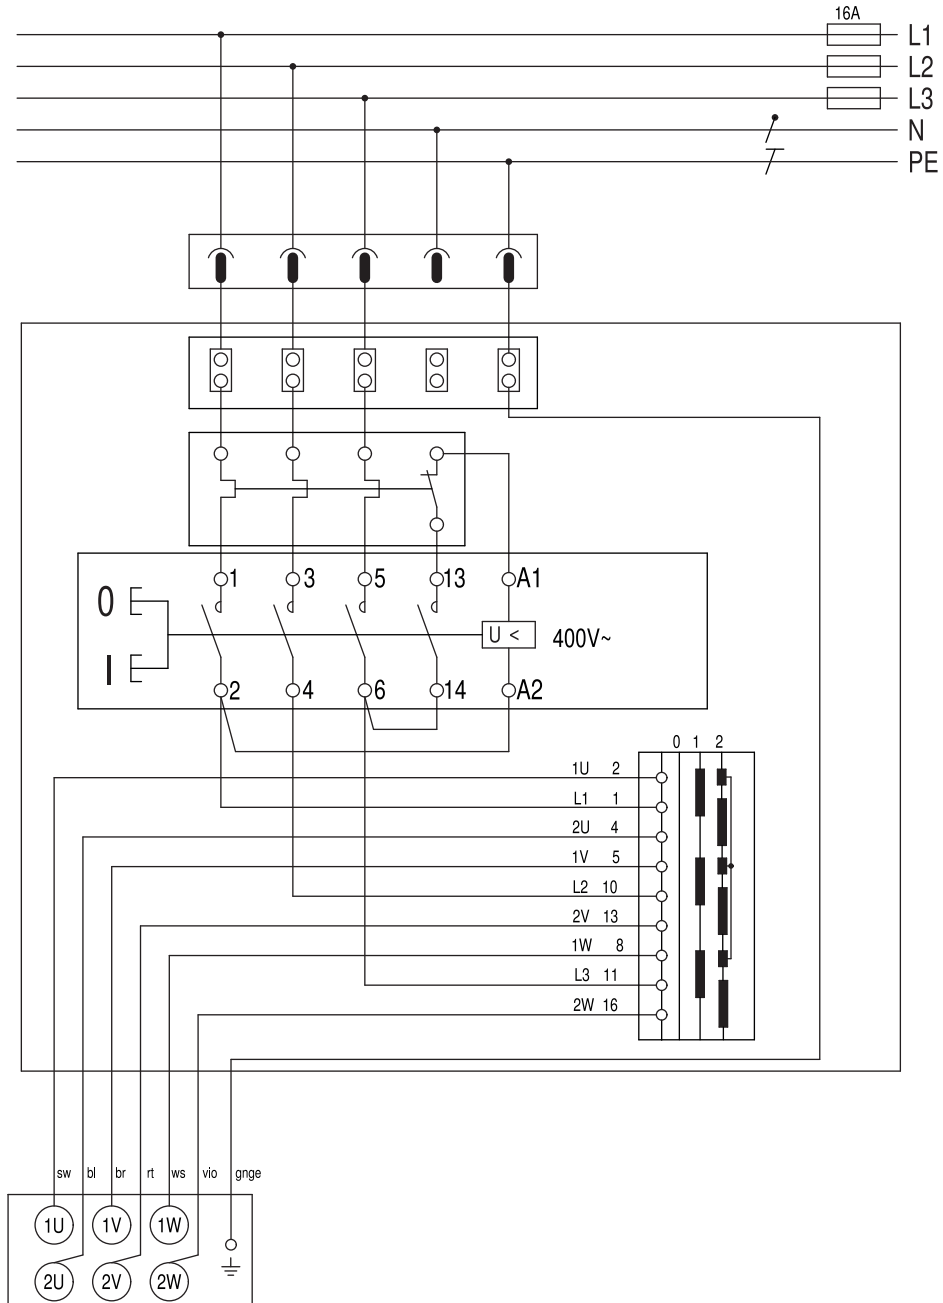 16A
L1
L2
L3
N
PE
1 3 5 13 A1
0
U < 400V~
I
2 4 6 14 A2
0 1 2
1U 2
L1 1
2U 4
1V 5
L2 10
2V 13
1W 8
L3 11
2W 16
sw bl br rt ws vio gnge
1U 1V 1W
2U 2V 2W